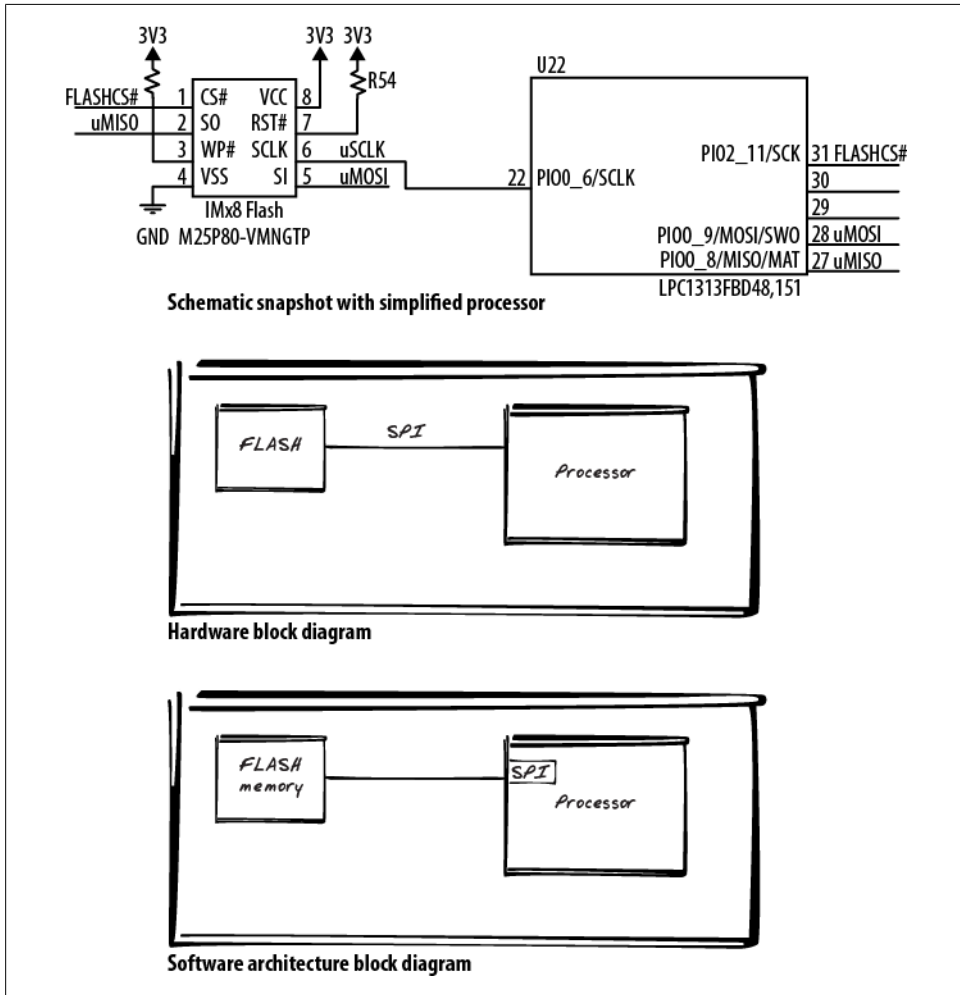 3V3 3V3 3V3
R54
U22
FLASHCS# 1 CS# VCC 8
uMISO 2 SO RST# 7
3 WP# SCLK 6 uSCLK
4 VSS SI 5 uMOSI
IMx8 Flash
GND M25P80-VMNGTP
22 PIO0_6/SCLK
PIO2_11/SCK 31 FLASHCS#
30
29
PIO0_9/MOSI/SWO 28 uMOSI
PIO0_8/MISO/MAT 27 uMISO
LPC1313FBD48,151
Schematic snapshot with simplified processor
FLASH
SPI
Processor
Hardware block diagram
FLASH
memory
SPI
Processor
Software architecture block diagram